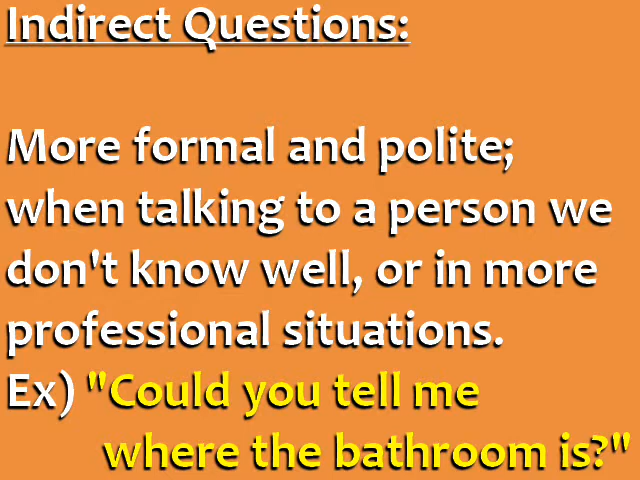 Indirect Questions:
More formal and polite;
when talking to a person we
don't know well, or in more
professional situations.
Ex) "Could you tell me
where the bathroom is?"